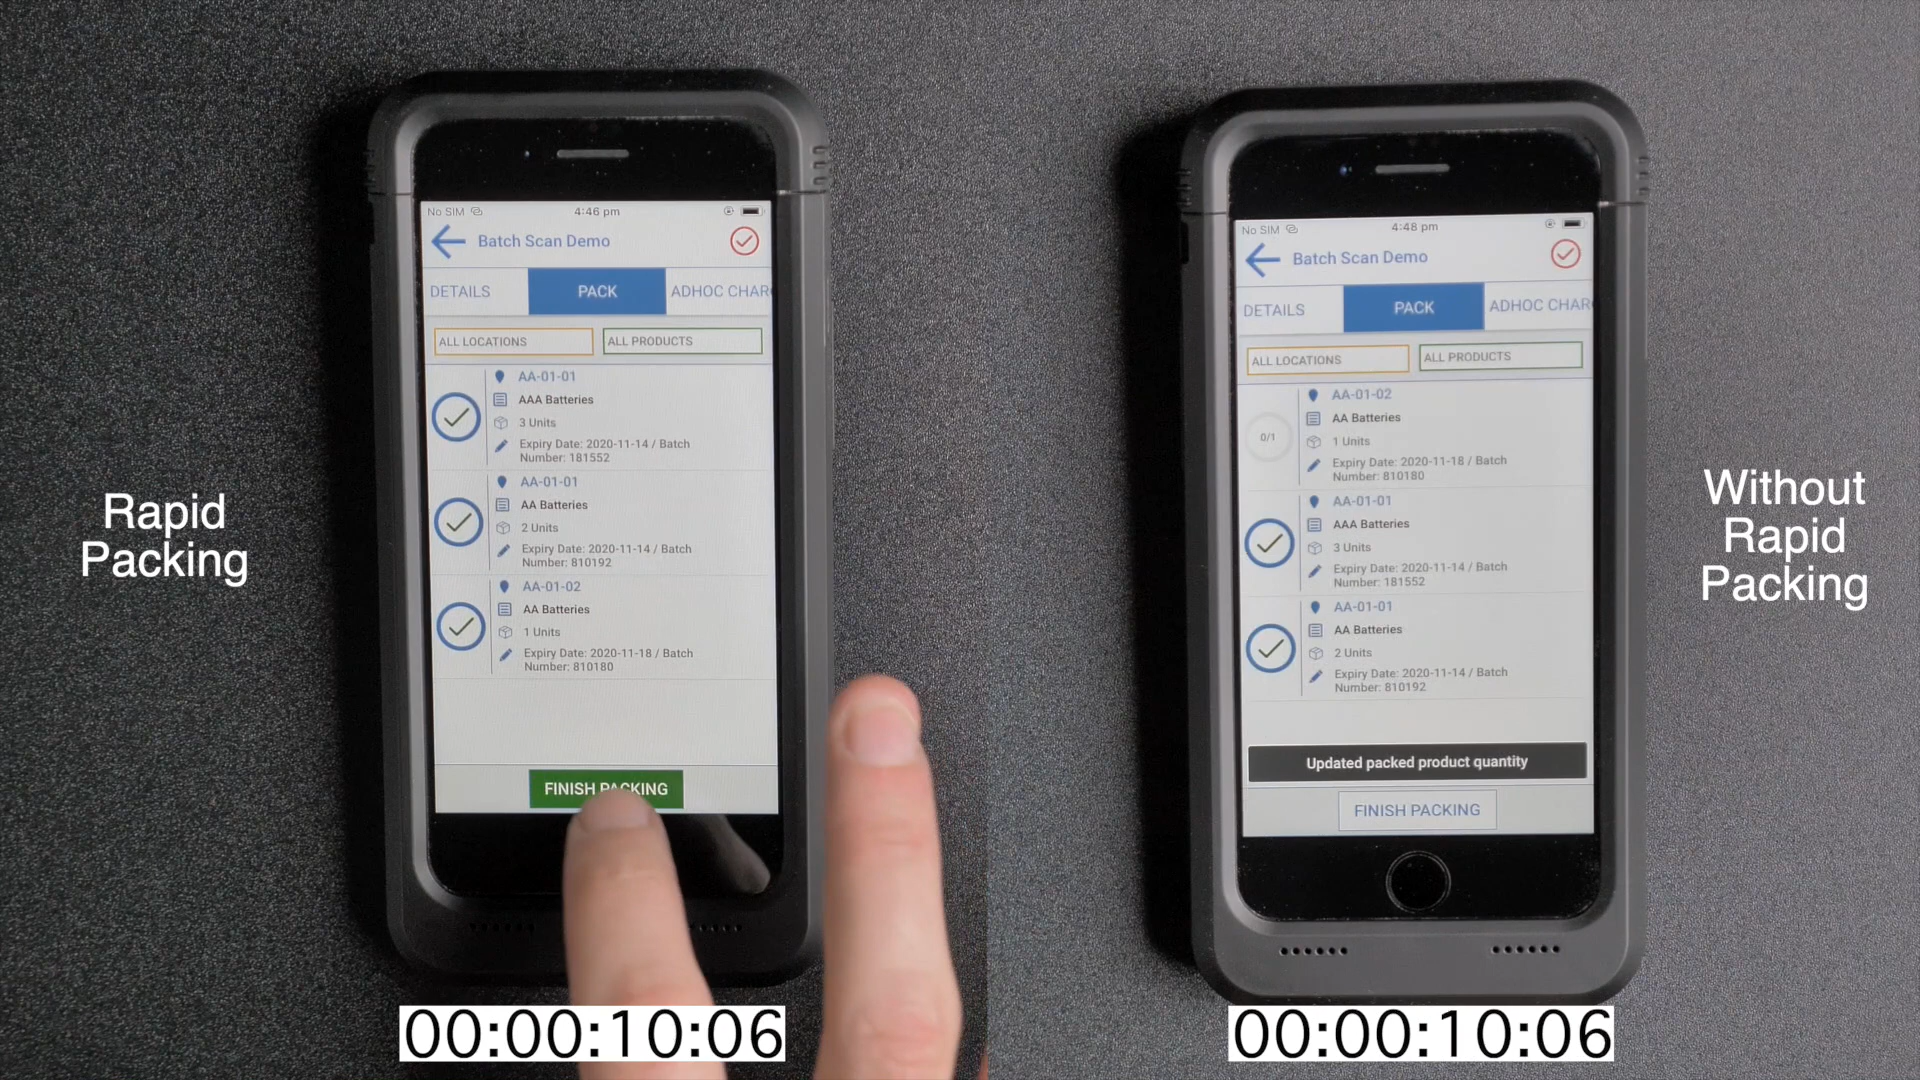 Rapid
Packing
No SIM
4:46 pm
Batch Scan Demo
DETAILS
PACK
ADHOC CHAR
ALL LOCATIONS
ALL PRODUCTS
AA-01-01
AAA Batteries
3 Units
Expiry Date: 2020-11-14 / Batch
Number: 181552
AA-01-01
AA Batteries
2 Units
Expiry Date: 2020-11-14 / Batch
Number: 810192
AA-01-02
AA Batteries
1 Units
Expiry Date: 2020-11-18 / Batch
Number: 810180
FINISH PACKING
00:00:10:06
No SIM
4:48 pm
Batch Scan Demo
DETAILS
PACK
ADHOC CHAR
ALL LOCATIONS
ALL PRODUCTS
AA-01-02
0/1
AA Batteries
1 Units
Expiry Date: 2020-11-18 / Batch
Number: 810180
AA-01-01
AAA Batteries
3 Units
Expiry Date: 2020-11-14 / Batch
Number: 181552
AA-01-01
AA Batteries
2 Units
Expiry Date: 2020-11-14 / Batch
Number: 810192
Updated packed product quantity
FINISH PACKING
00:00:10:06
Without
Rapid
Packing